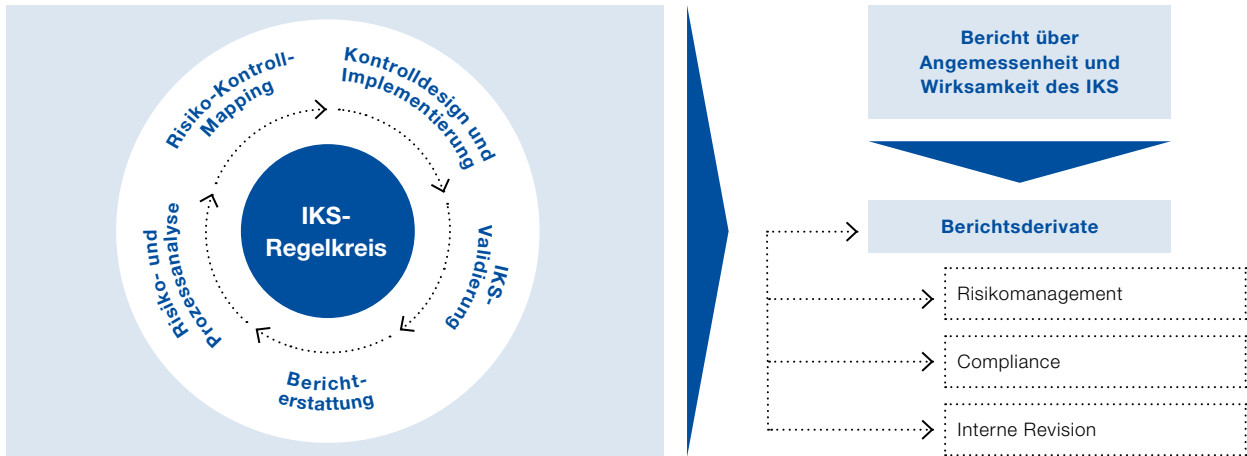 Risiko-Kontroll-
Mapping
Kontrolldesign und
Implementierung
IKS-
Validierung
Bericht-
erstattung
Risiko- und
Prozessanalyse
IKS-
Regelkreis
Bericht über
Angemessenheit und
Wirksamkeit des IKS
Berichtsderivate
Risikomanagement
Compliance
Interne Revision